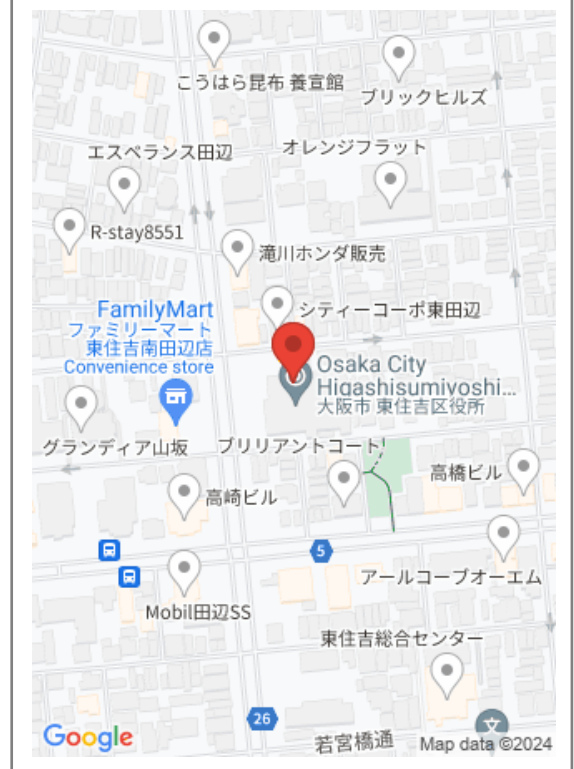 こうはら昆布 養宣館
ブリックヒルズ
エスペランス田辺
オレンジフラット
R-stay8551
滝川ホンダ販売
FamilyMart
ファミリーマート
東住吉南田辺店
Convenience store
シティーコーポ東田辺
Osaka City
Higashisumiyoshi...
大阪市 東住吉区役所
グランディア山坂
ブリリアントコートI
高橋ビル
高崎ビル
5
アールコーブオーエム
Mobil田辺SS
東住吉総合センター
26
文
Google
若宮橋通
Map data ©2024